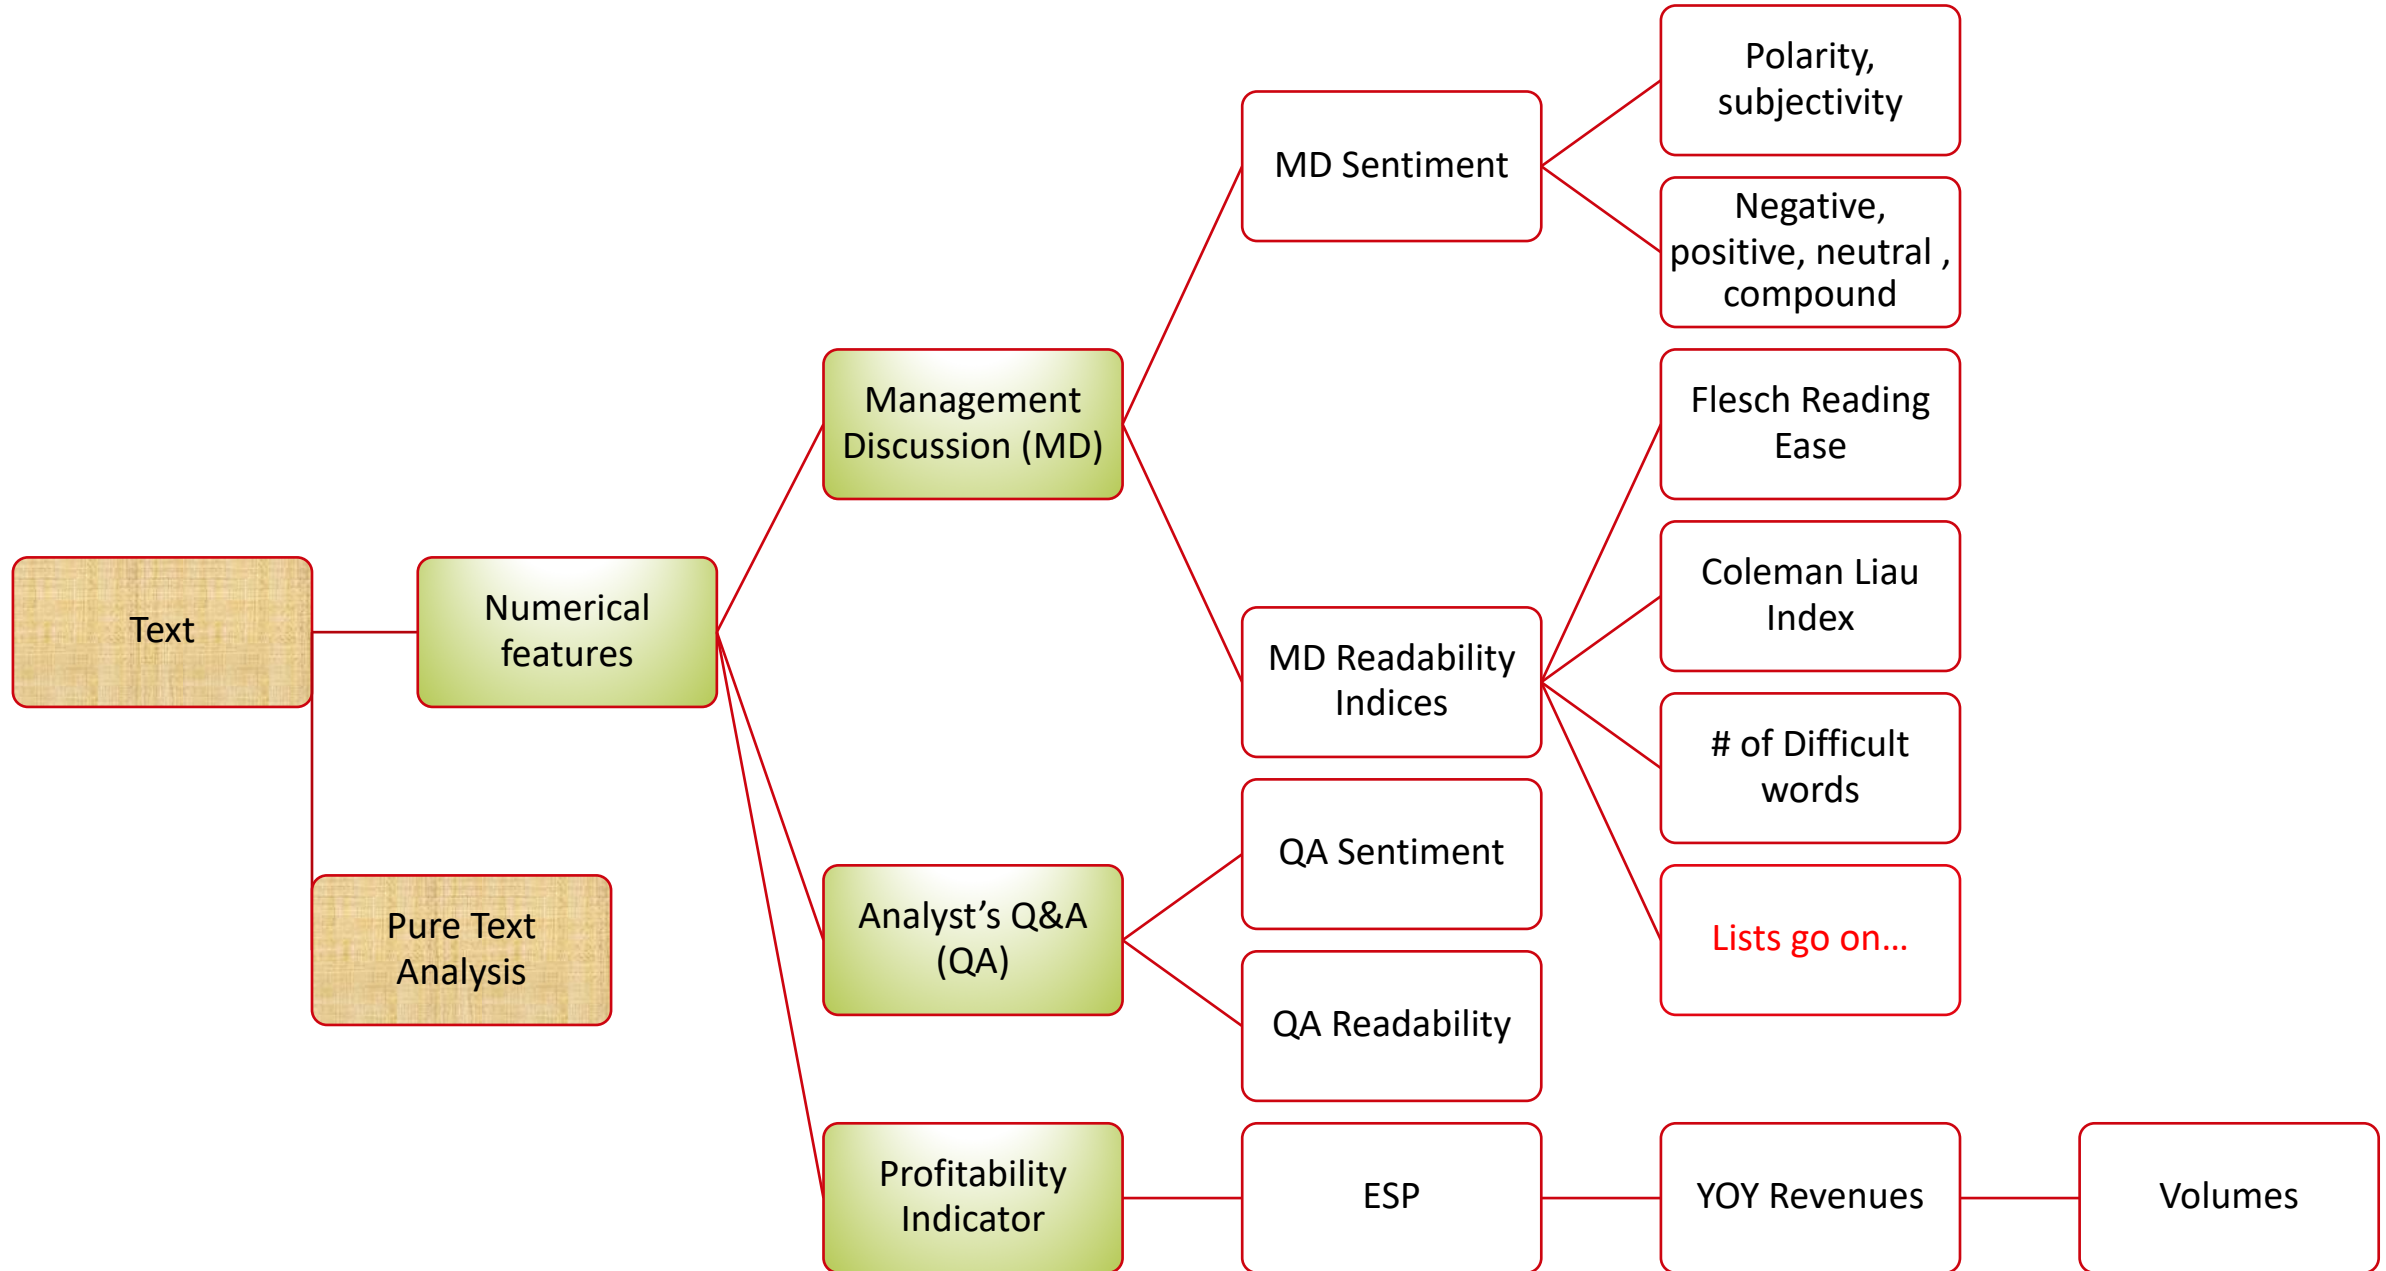 Text
Numerical
features
Pure Text
Analysis
Management
Discussion (MD)
MD Sentiment
Polarity,
subjectivity
Negative,
positive, neutral ,
compound
MD Readability
Indices
Flesch Reading
Ease
Coleman Liau
Index
# of Difficult
words
Lists go on...
Analyst’s Q&A
(QA)
QA Sentiment
QA Readability
Profitability
Indicator
ESP
YOY Revenues
Volumes